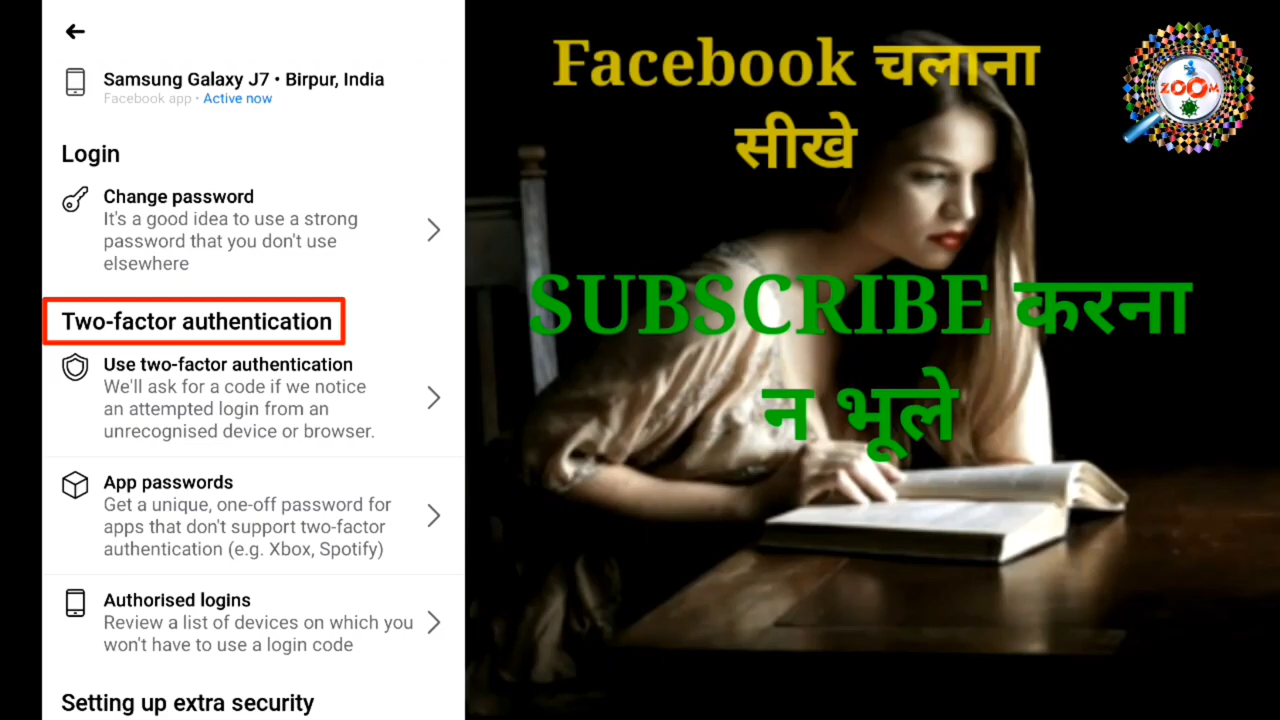 Samsung Galaxy J7 • Birpur, India
Facebook app • Active now
Login
Change password
It's a good idea to use a strong
password that you don't use
elsewhere
Two-factor authentication
Use two-factor authentication
We'll ask for a code if we notice
an attempted login from an
unrecognised device or browser.
App passwords
Get a unique, one-off password for
apps that don't support two-factor
authentication (e.g. Xbox, Spotify)
Authorised logins
Review a list of devices on which you
won't have to use a login code
Setting up extra security
Facebook चलाना
सीखे
SUBSCRIBE करना
न भूले
ZOOM